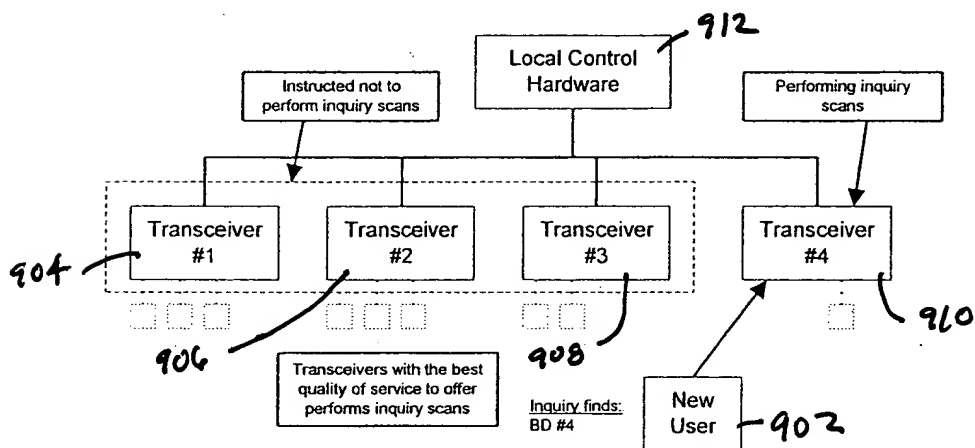 912
Local Control
Hardware
Instructed not to
perform inquiry scans
Performing inquiry
scans
Transceiver
#1
Transceiver
#2
Transceiver
#3
Transceiver
#4
904
906
908
910
Transceivers with the best
quality of service to offer
performs inquiry scans
Inquiry finds:
BD #4
New
User
902